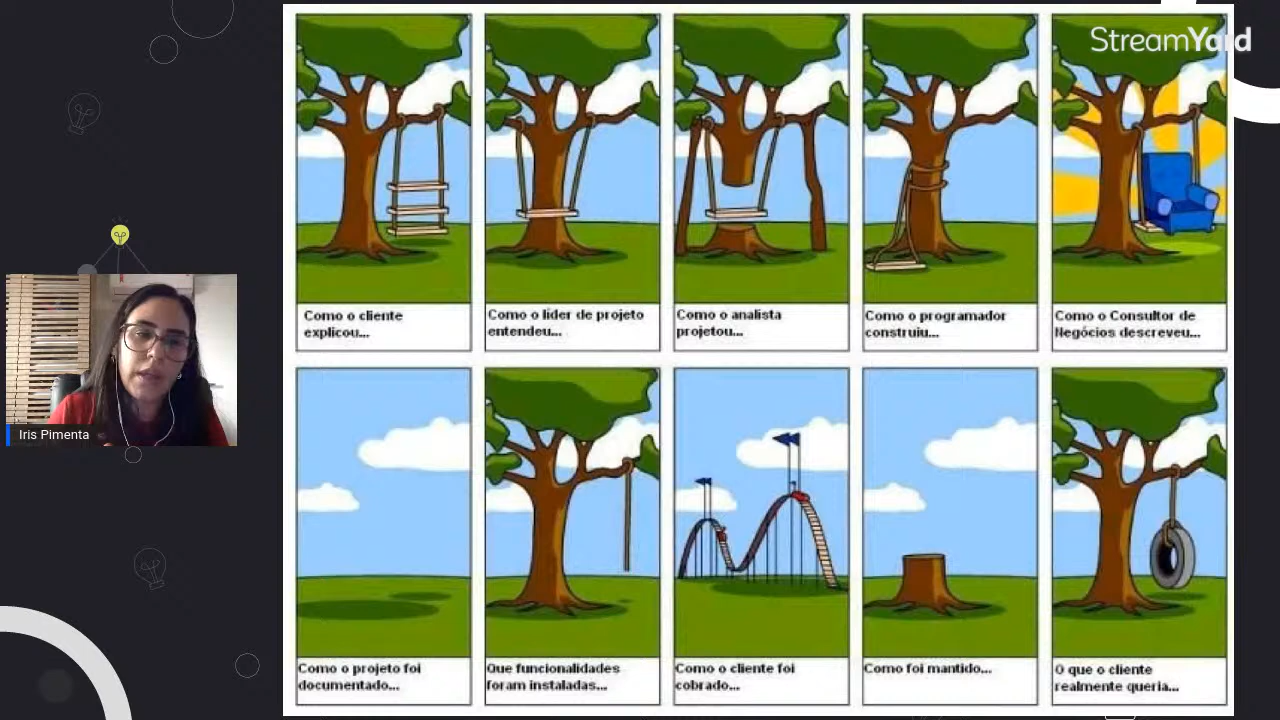 StreamYard
Como o cliente
explicou...
Como o líder de projeto
entendeu...
Como o analista
projetou...
Como o programador
construiu...
Como o Consultor de
Negócios descreveu...
Iris Pimenta
Como o projeto foi
documentado...
Que funcionalidades
foram instaladas...
Como o cliente foi
cobrado...
Como foi mantido...
O que o cliente
realmente queria...